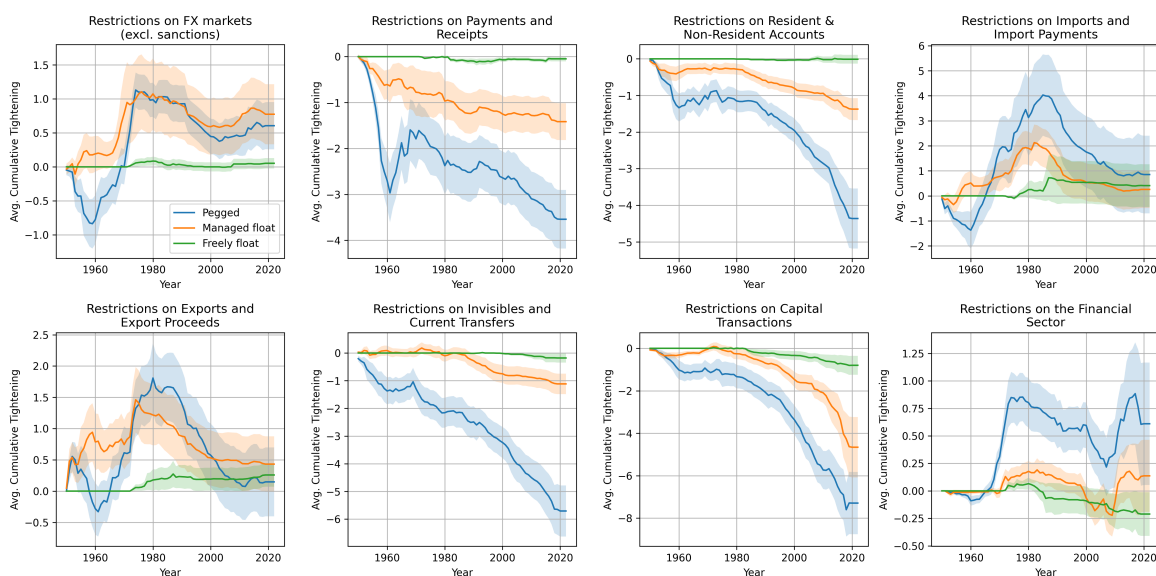 Restrictions on FX markets
(excl. sanctions)
Avg. Cumulative Tightening
1.5
1.0
0.5
0.0
−0.5
−1.0
Pegged
Managed float
Freely float
1960
1980
2000
2020
Year
Restrictions on Payments and
Receipts
Avg. Cumulative Tightening
0
−1
−2
−3
−4
1960
1980
2000
2020
Year
Restrictions on Resident &
Non-Resident Accounts
Avg. Cumulative Tightening
0
−1
−2
−3
−4
−5
1960
1980
2000
2020
Year
Restrictions on Imports and
Import Payments
Avg. Cumulative Tightening
6
5
4
3
2
1
0
−1
−2
1960
1980
2000
2020
Year
Restrictions on Exports and
Export Proceeds
Avg. Cumulative Tightening
2.5
2.0
1.5
1.0
0.5
0.0
−0.5
1960
1980
2000
2020
Year
Restrictions on Invisibles and
Current Transfers
Avg. Cumulative Tightening
0
−1
−2
−3
−4
−5
−6
1960
1980
2000
2020
Year
Restrictions on Capital
Transactions
Avg. Cumulative Tightening
0
−2
−4
−6
−8
1960
1980
2000
2020
Year
Restrictions on the Financial
Sector
Avg. Cumulative Tightening
1.25
1.00
0.75
0.50
0.25
0.00
−0.25
−0.50
1960
1980
2000
2020
Year